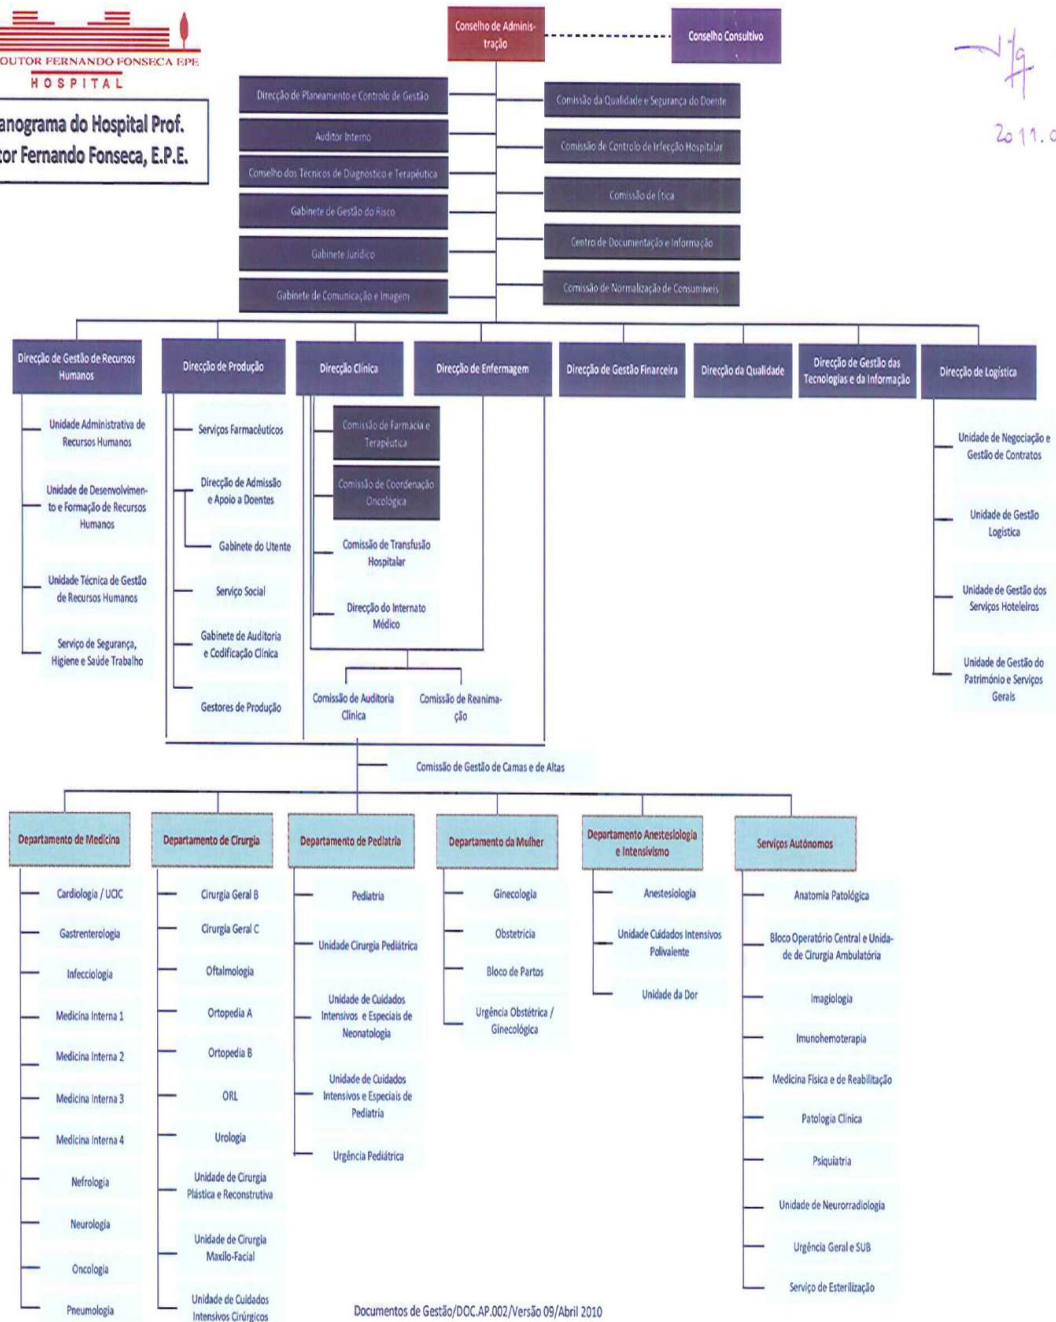 OUTOR FERNANDO FONSECA EPE
HOSPITAL
anograma do Hospital Prof.
tor Fernando Fonseca, E.P.E.
Conselho de Adminis-
tração
Conselho Consultivo
2011.0
Direcção de Planeamento e Controlo de Gestão
Auditor Interno
Conselho dos Técnicos de Diagnostico e Terapêutica
Gabinete de Gestão do Risco
Gabinete Jurídico
Gabinete de Comunicação e Imagem
Comissão da Qualidade e Segurança do Doente
Comissão de Controlo de Infecção Hospitalar
Comissão de Ética
Centro de Documentação e Informação
Comissão de Normalização de Consumíveis
Direcção de Gestão de Recursos
Humanos
Direcção de Produção
Direcção Clínica
Direcção de Enfermagem
Direcção de Gestão Financeira
Direcção da Qualidade
Direcção de Gestão das
Tecnologias e da Informação
Direcção de Logística
Unidade Administrativa de
Recursos Humanos
Unidade de Desenvolvimen-
to e Formação de Recursos
Humanos
Unidade Técnica de Gestão
de Recursos Humanos
Serviço de Segurança,
Higiene e Saúde Trabalho
Serviços Farmacêuticos
Direcção de Admissão
e Apoio a Doentes
Gabinete do Utente
Serviço Social
Gabinete de Auditoria
e Codificação Clínica
Gestores de Produção
Comissão de Farmácia e
Terapêutica
Comissão de Coordenação
Oncológica
Comissão de Transfusão
Hospitalar
Direcção do Internato
Médico
Comissão de Auditoria
Clínica
Comissão de Reanima-
ção
Unidade de Negociação e
Gestão de Contratos
Unidade de Gestão
Logística
Unidade de Gestão dos
Serviços Hoteleiros
Unidade de Gestão do
Património e Serviços
Gerais
Comissão de Gestão de Camas e de Altas
Departamento de Medicina
Cardiologia / UCIC
Gastrenterologia
Infecciologia
Medicina Interna 1
Medicina Interna 2
Medicina Interna 3
Medicina Interna 4
Nefrologia
Neurologia
Oncologia
Pneumologia
Departamento de Cirurgia
Cirurgia Geral B
Cirurgia Geral C
Oftalmologia
Ortopedia A
Ortopedia B
ORL
Urologia
Unidade de Cirurgia
Plástica e Reconstrutiva
Unidade de Cirurgia
Maxilo-Facial
Unidade de Cuidados
Intensivos Cirúrgicos
Departamento de Pediatria
Pediatria
Unidade Cirurgia Pediátrica
Unidade de Cuidados
Intensivos e Especiais de
Neonatologia
Unidade de Cuidados
Intensivos e Especiais de
Pediatria
Urgência Pediátrica
Departamento da Mulher
Ginecologia
Obstetrícia
Bloco de Partos
Urgência Obstétrica /
Ginecológica
Departamento Anestesiologia
e Intensivismo
Anestesiologia
Unidade Cuidados Intensivos
Polivalente
Unidade da Dor
Serviços Autónomos
Anatomia Patológica
Bloco Operatório Central e Unida-
de de Cirurgia Ambulatória
Imagiologia
Imunohemoterapia
Medicina Física e de Reabilitação
Patologia Clínica
Psiquiatria
Unidade de Neurorradiologia
Urgência Geral e SUB
Serviço de Esterilização
Documentos de Gestão/DOC.AP.002/Versão 09/Abril 2010